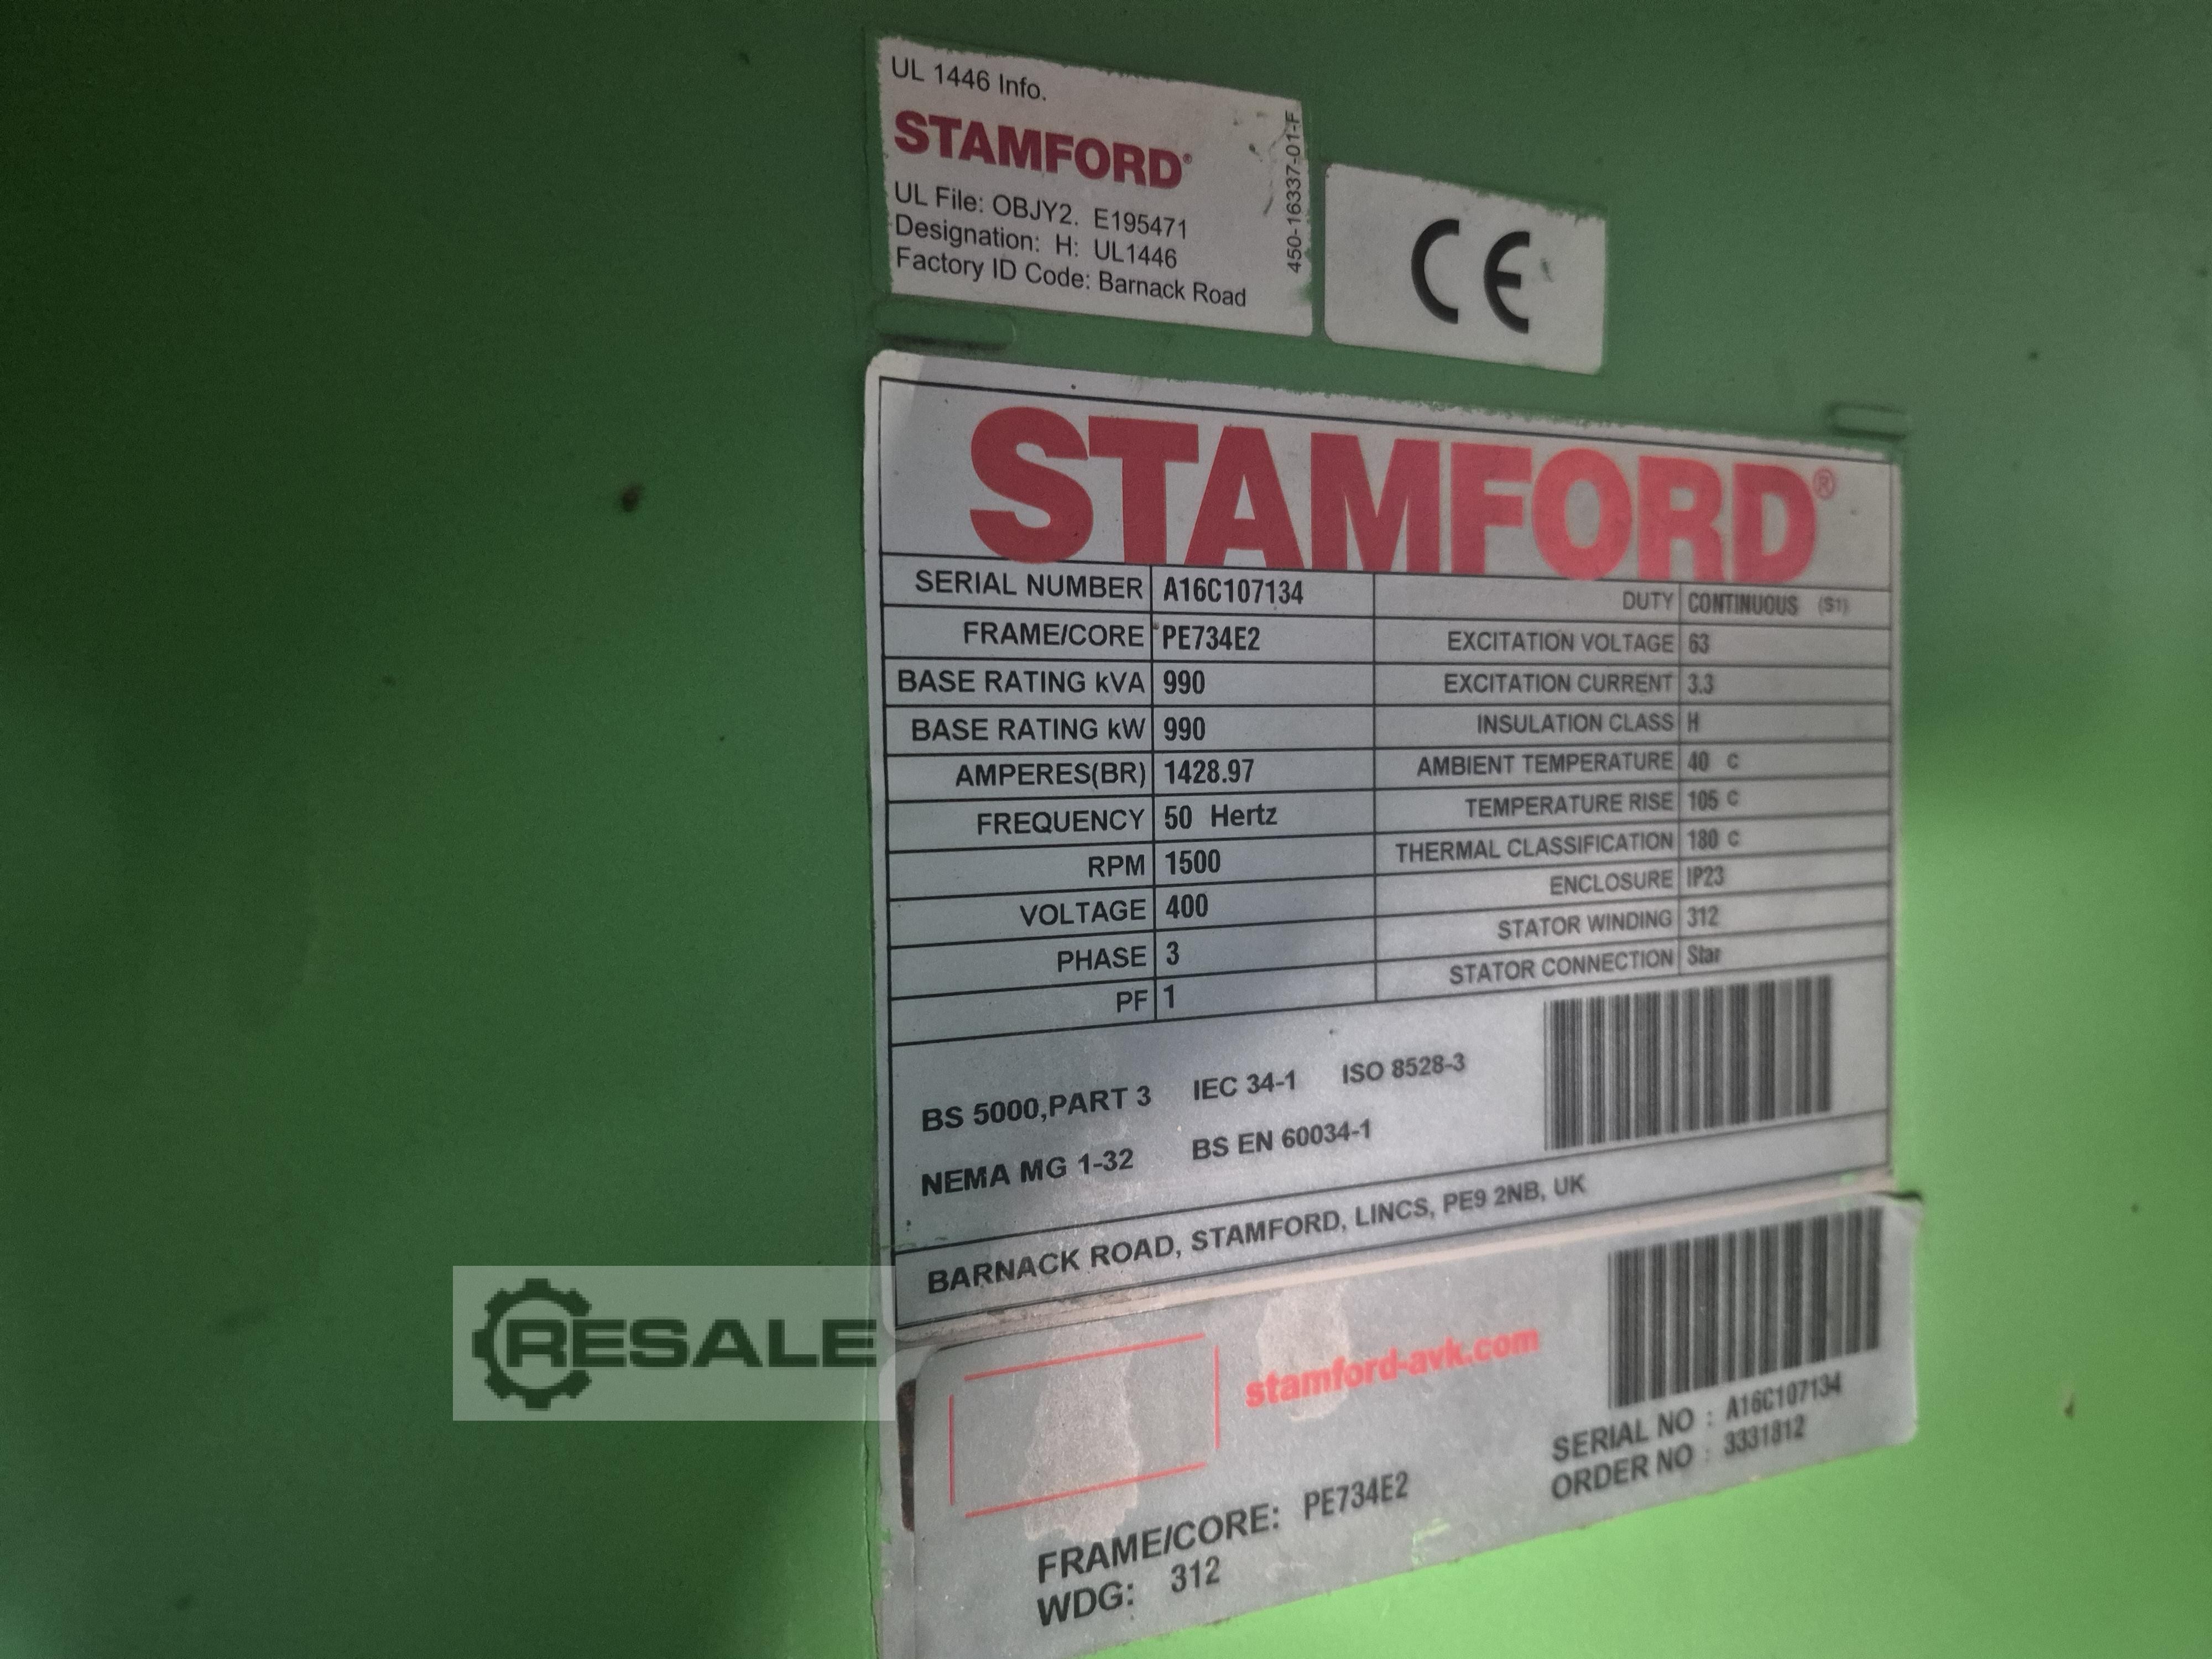 UL 1446 Info.
STAMFORD®
UL File: OBJY2. E195471
Designation: H: UL1446
Factory ID Code: Barnack Road
450-16337-01-F
CE
STAMFORD®
SERIAL NUMBER A16C107134 DUTY CONTINUOUS (S1)
FRAME/CORE PE734E2 EXCITATION VOLTAGE 63
BASE RATING kVA 990 EXCITATION CURRENT 3.3
BASE RATING kW 990 INSULATION CLASS H
AMPERES(BR) 1428.97 AMBIENT TEMPERATURE 40 C
FREQUENCY 50 Hertz TEMPERATURE RISE 105 C
RPM 1500 THERMAL CLASSIFICATION 180 C
VOLTAGE 400 ENCLOSURE IP23
PHASE 3 STATOR WINDING 312
PF 1 STATOR CONNECTION Star
BS 5000,PART 3 IEC 34-1 ISO 8528-3
NEMA MG 1-32 BS EN 60034-1
BARNACK ROAD, STAMFORD, LINCS, PE9 2NB, UK
RESALE
stamford-avk.com
SERIAL NO : A16C107134
ORDER NO : 3331812
FRAME/CORE: PE734E2
WDG: 312